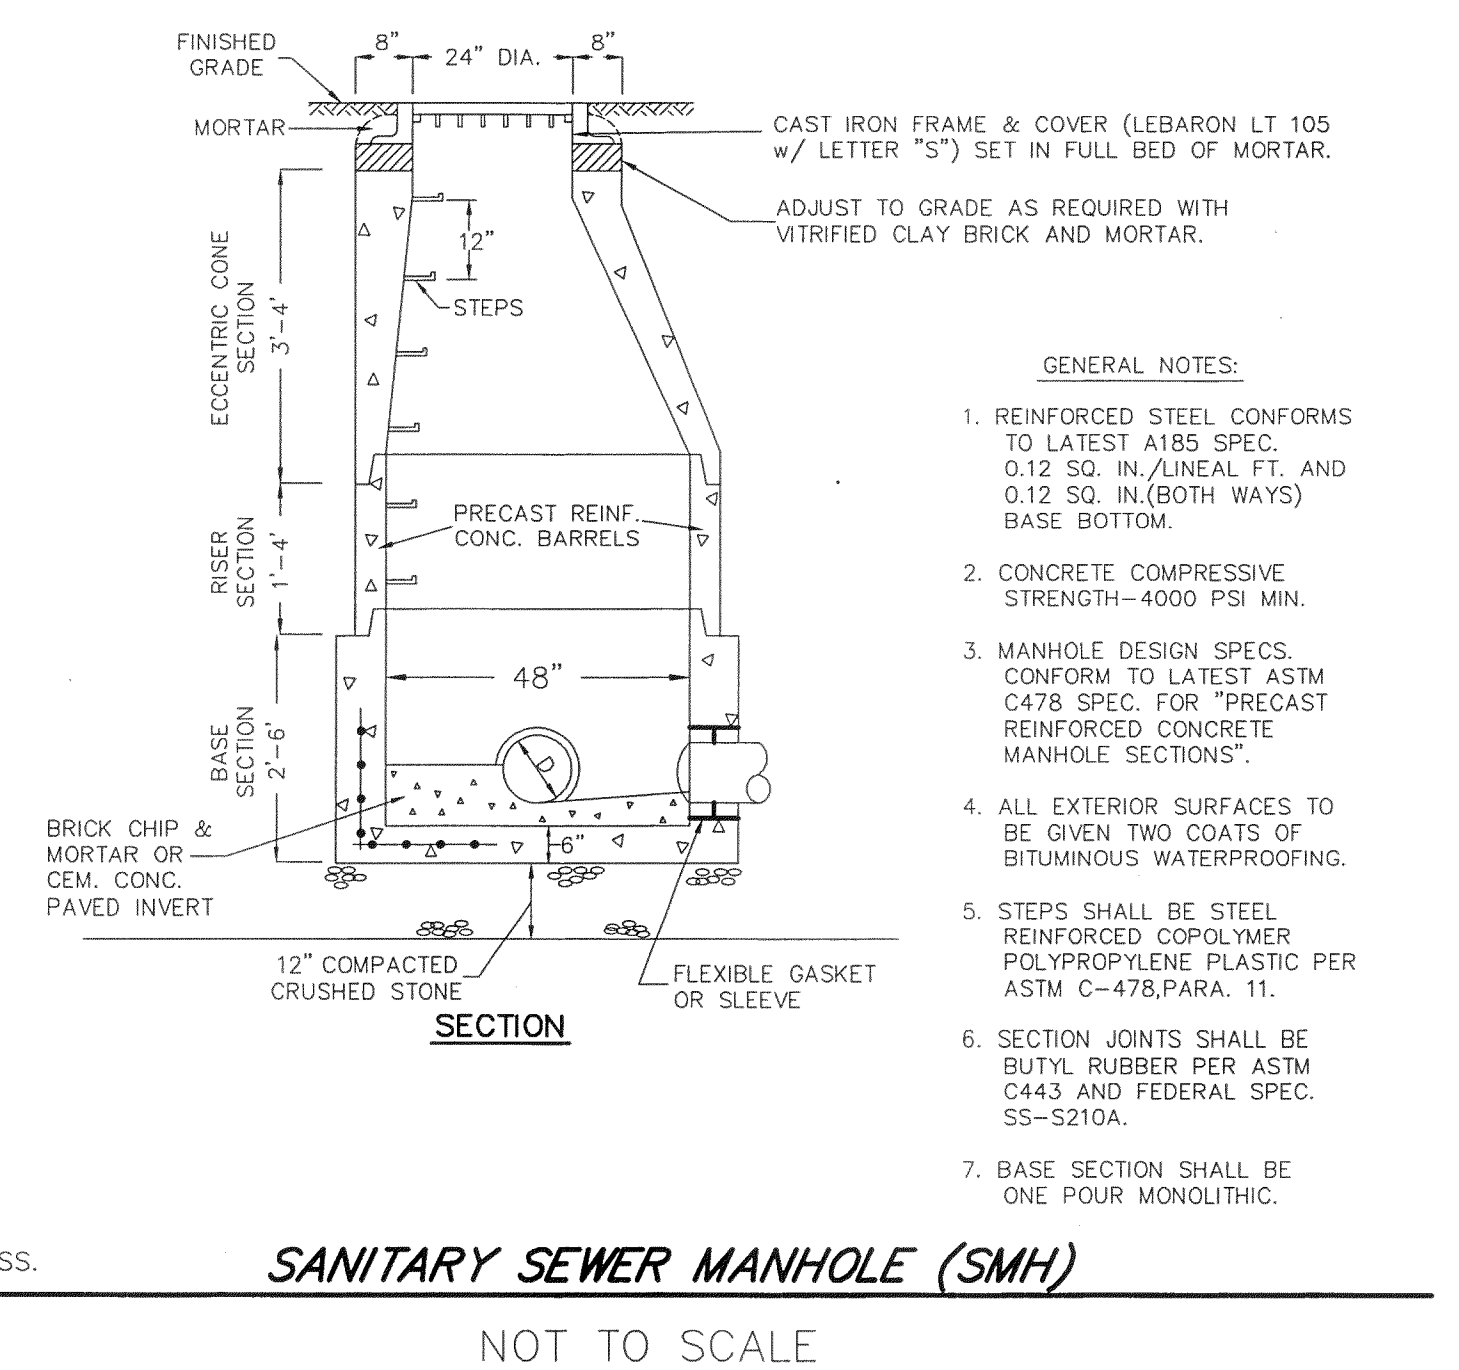 FINISHED
GRADE
8"
24" DIA.
8"
MORTAR
CAST IRON FRAME & COVER (LEBARON LT 105
w/ LETTER "S") SET IN FULL BED OF MORTAR.
ADJUST TO GRADE AS REQUIRED WITH
VITRIFIED CLAY BRICK AND MORTAR.
12"
STEPS
ECCENTRIC CONE
SECTION
3'-4'
RISER
SECTION
1'-4'
BASE
SECTION
2'-6'
PRECAST REINF.
CONC. BARRELS
48"
D
6"
BRICK CHIP &
MORTAR OR
CEM. CONC.
PAVED INVERT
12" COMPACTED
CRUSHED STONE
FLEXIBLE GASKET
OR SLEEVE
SECTION
GENERAL NOTES:
1. REINFORCED STEEL CONFORMS
TO LATEST A185 SPEC.
0.12 SQ. IN./LINEAL FT. AND
0.12 SQ. IN.(BOTH WAYS)
BASE BOTTOM.
2. CONCRETE COMPRESSIVE
STRENGTH-4000 PSI MIN.
3. MANHOLE DESIGN SPECS.
CONFORM TO LATEST ASTM
C478 SPEC. FOR "PRECAST
REINFORCED CONCRETE
MANHOLE SECTIONS".
4. ALL EXTERIOR SURFACES TO
BE GIVEN TWO COATS OF
BITUMINOUS WATERPROOFING.
5. STEPS SHALL BE STEEL
REINFORCED COPOLYMER
POLYPROPYLENE PLASTIC PER
ASTM C-478,PARA. 11.
6. SECTION JOINTS SHALL BE
BUTYL RUBBER PER ASTM
C443 AND FEDERAL SPEC.
SS-S210A.
7. BASE SECTION SHALL BE
ONE POUR MONOLITHIC.
SS.
SANITARY SEWER MANHOLE (SMH)
NOT TO SCALE